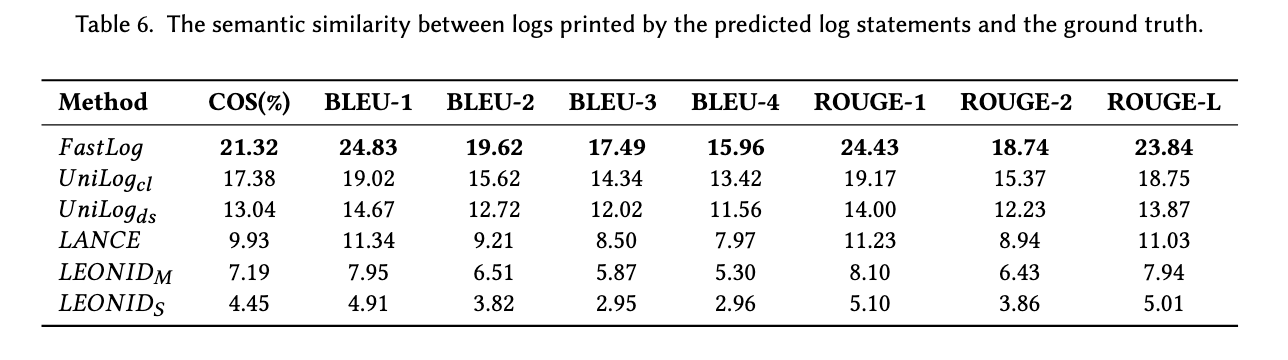 Table 6. The semantic similarity between logs printed by the predicted log statements and the ground truth.
Method COS(%) BLEU-1 BLEU-2 BLEU-3 BLEU-4 ROUGE-1 ROUGE-2 ROUGE-L
FastLog 21.32 24.83 19.62 17.49 15.96 24.43 18.74 23.84
UniLog_cl 17.38 19.02 15.62 14.34 13.42 19.17 15.37 18.75
UniLog_ds 13.04 14.67 12.72 12.02 11.56 14.00 12.23 13.87
LANCE 9.93 11.34 9.21 8.50 7.97 11.23 8.94 11.03
LEONID_M 7.19 7.95 6.51 5.87 5.30 8.10 6.43 7.94
LEONID_S 4.45 4.91 3.82 2.95 2.96 5.10 3.86 5.01